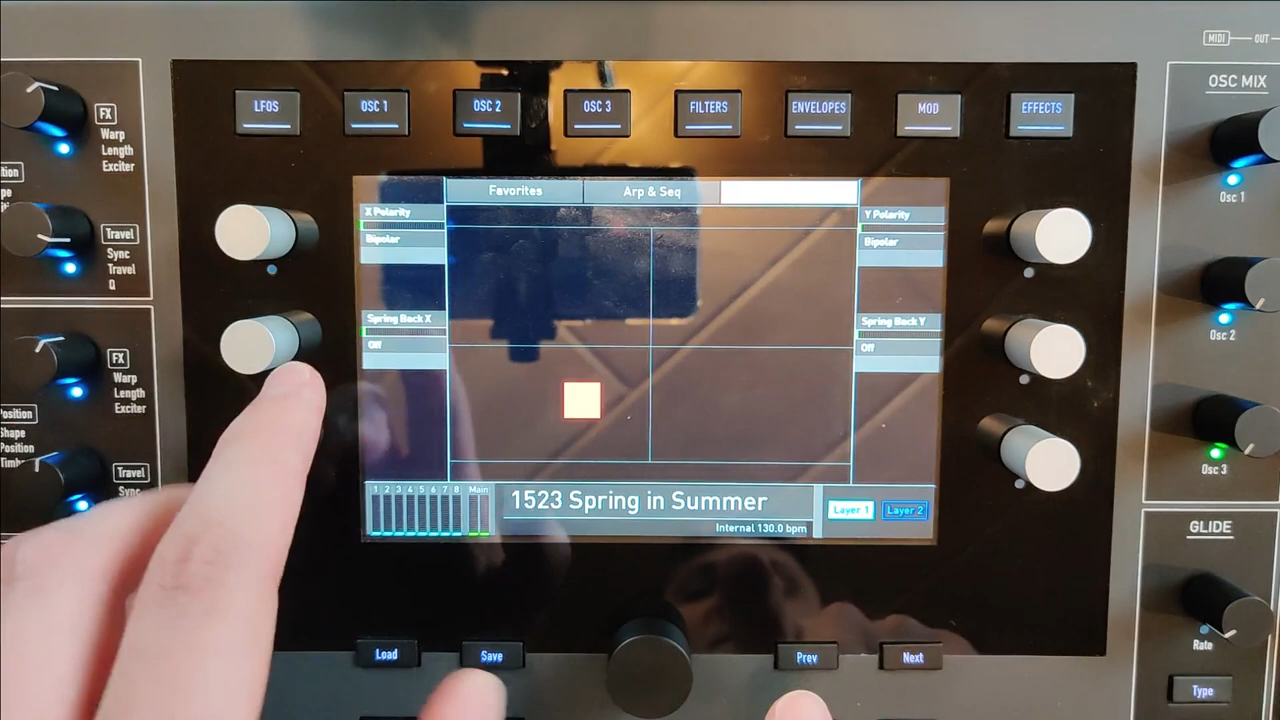 MIDI OUT
OSC MIX
LFOS
OSC 1
OSC 2
OSC 3
FILTERS
ENVELOPES
MOD
EFFECTS
FX
Warp
Length
Exciter
Travel
Sync
Travel
Q
Favorites
Arp & Seq
X Polarity
Bipolar
Y Polarity
Bipolar
Spring Back X
Off
Spring Back Y
Off
Osc 1
Osc 2
Osc 3
FX
Warp
Length
Exciter
Position
Shape
Position
Travel
Sync
1 2 3 4 5 6 7 8 Main
1523 Spring in Summer
Internal 130.0 bpm
Layer 1
Layer 2
GLIDE
Rate
Type
Load
Save
Prev
Next